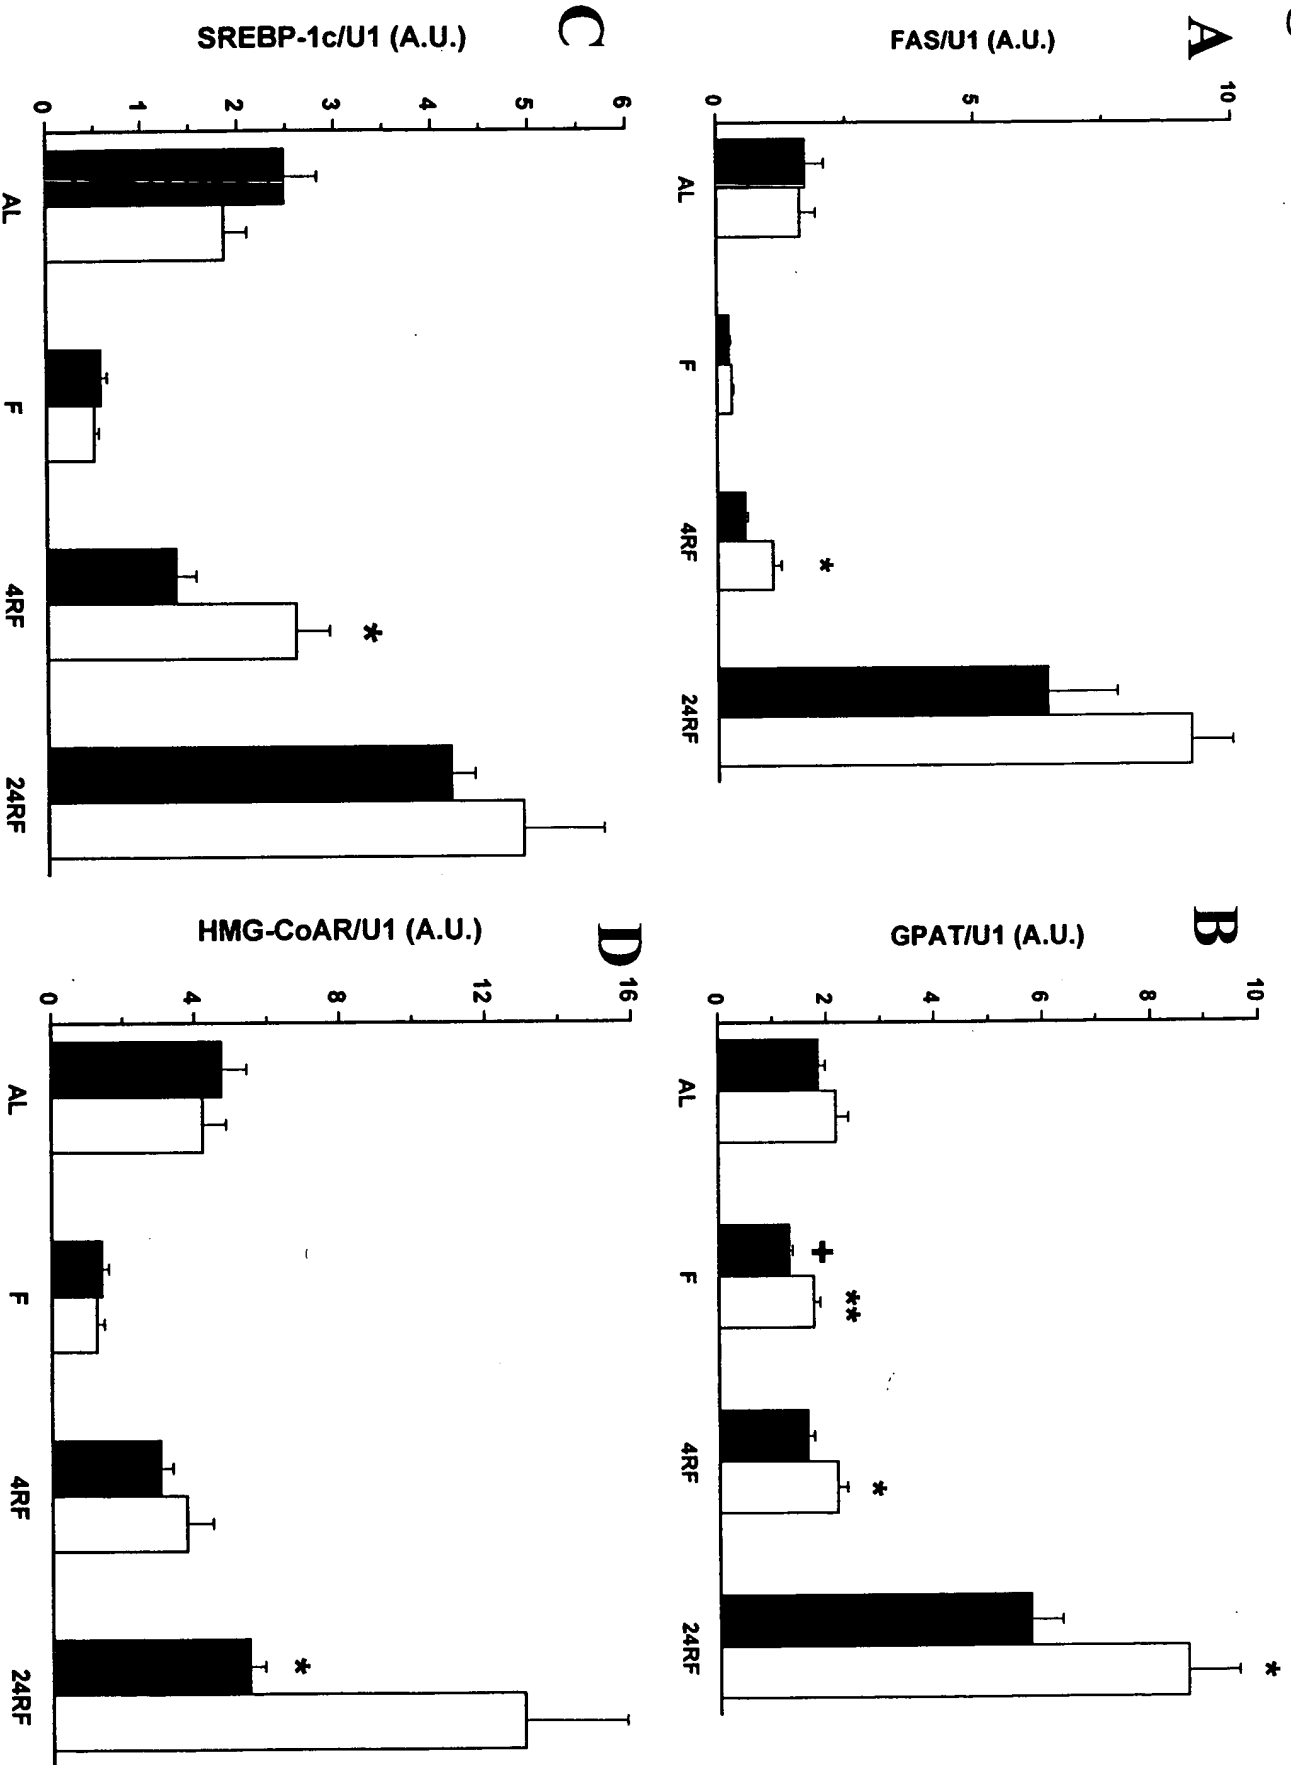 A
FAS/U1 (A.U.)
10
5
0
AL
F
4RF
24RF
*
B
GPAT/U1 (A.U.)
10
8
6
4
2
0
AL
F
4RF
24RF
+
**
*
*
C
SREBP-1c/U1 (A.U.)
6
5
4
3
2
1
0
AL
F
4RF
24RF
*
D
HMG-CoAR/U1 (A.U.)
16
12
8
4
0
AL
F
4RF
24RF
*